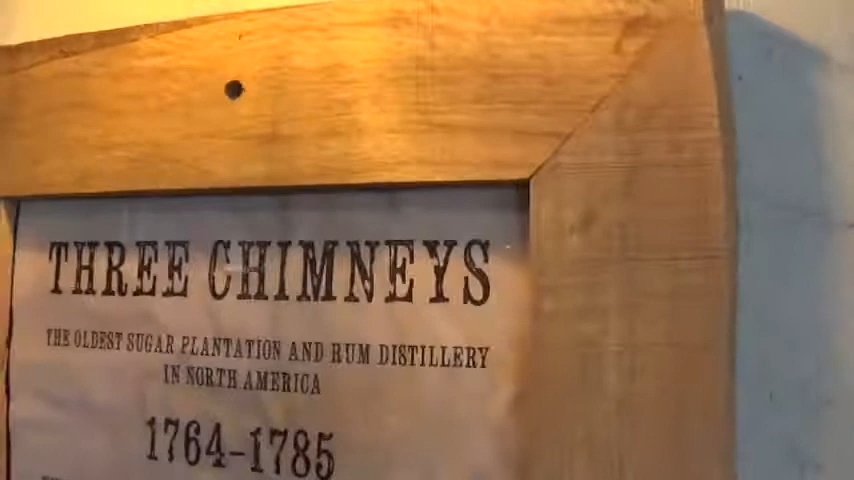 THREE CHIMNEYS
THE OLDEST SUGAR PLANTATION AND RUM DISTILLERY
IN NORTH AMERICA
1764-1785